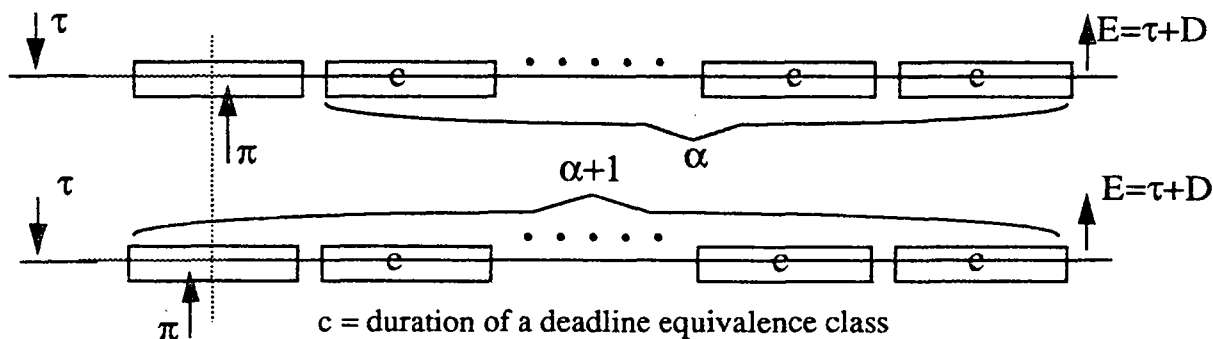 τ
E=τ+D
c c c
π
α
α+1
τ
E=τ+D
c c c
π
c = duration of a deadline equivalence class